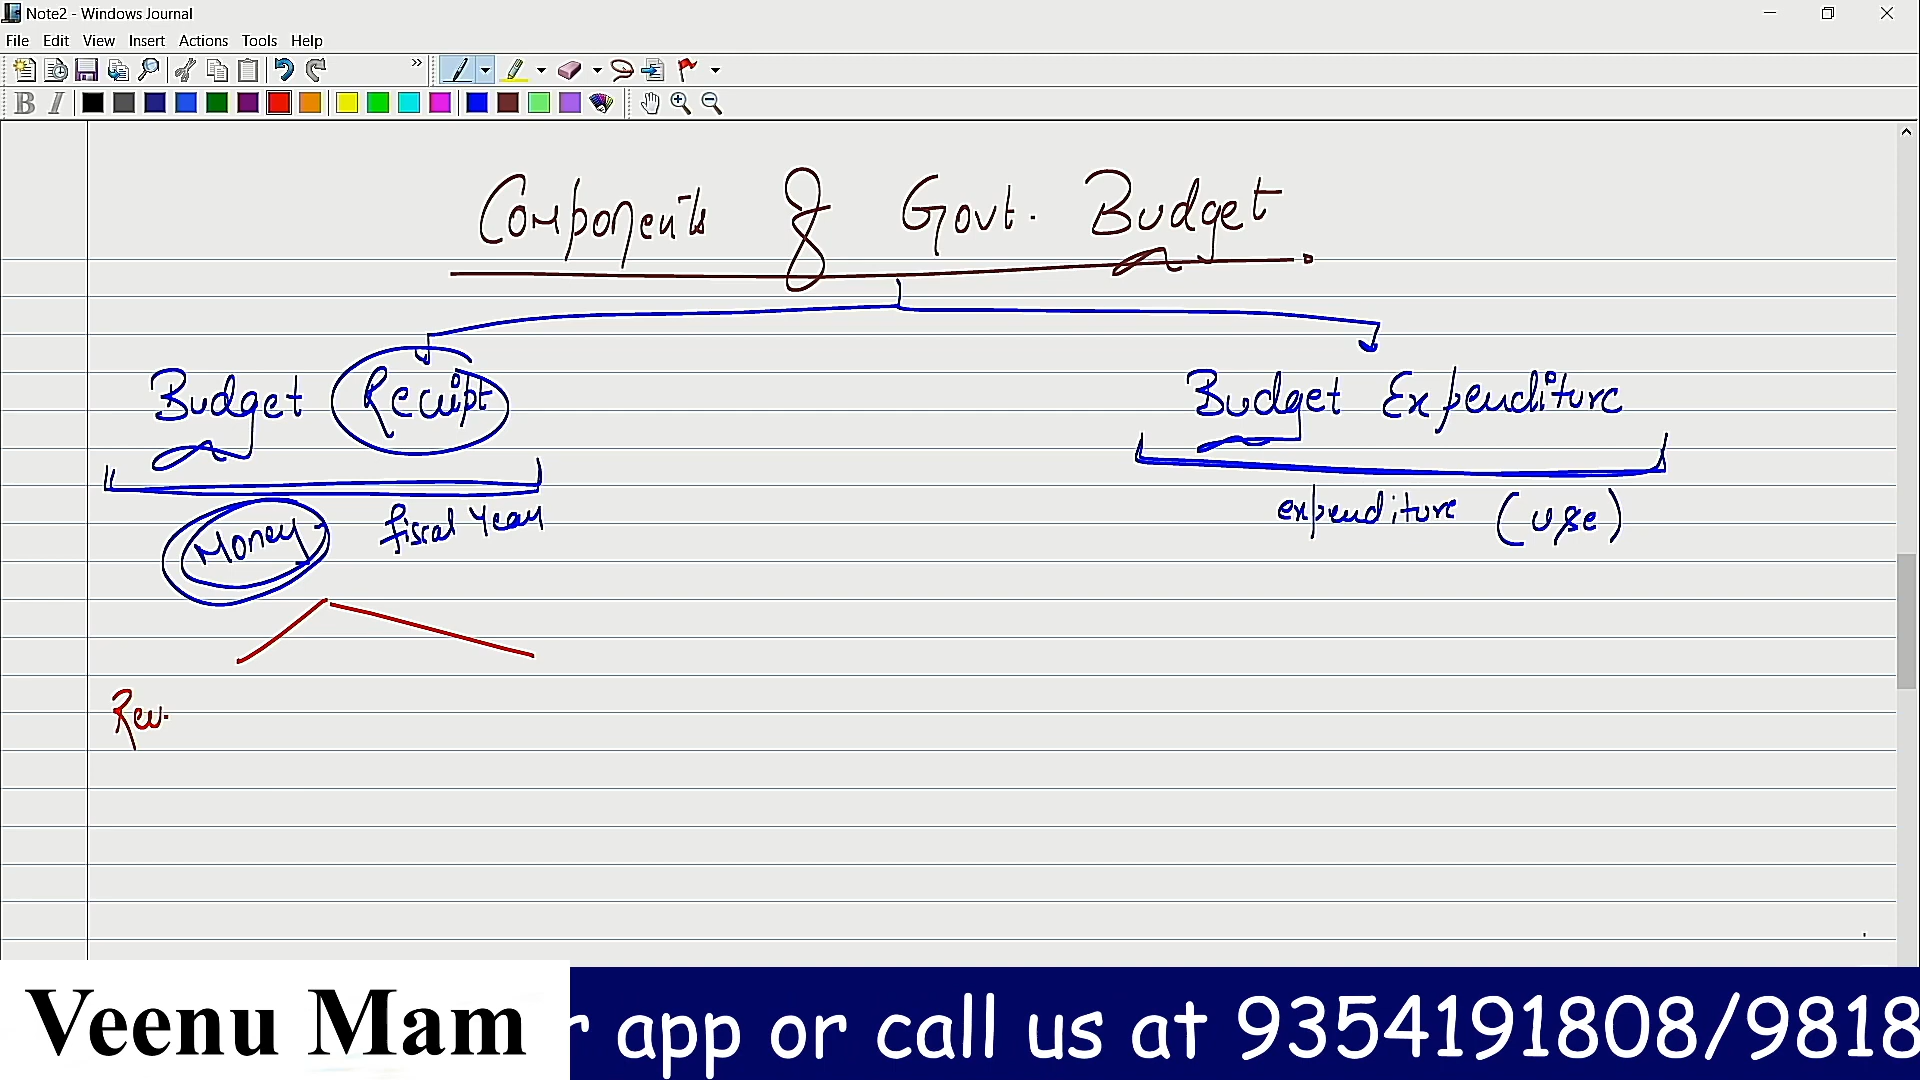 Note2 - Windows Journal
File Edit View Insert Actions Tools Help
Components of Govt. Budget
Budget Receipt
Budget Expenditure
Money fiscal Year
expenditure (use)
Rev.
Veenu Mam
r app or call us at 9354191808/9818